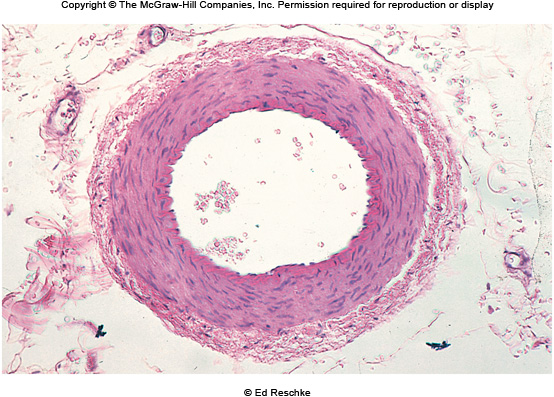 Copyright © The McGraw-Hill Companies, Inc. Permission required for reproduction or display
© Ed Reschke